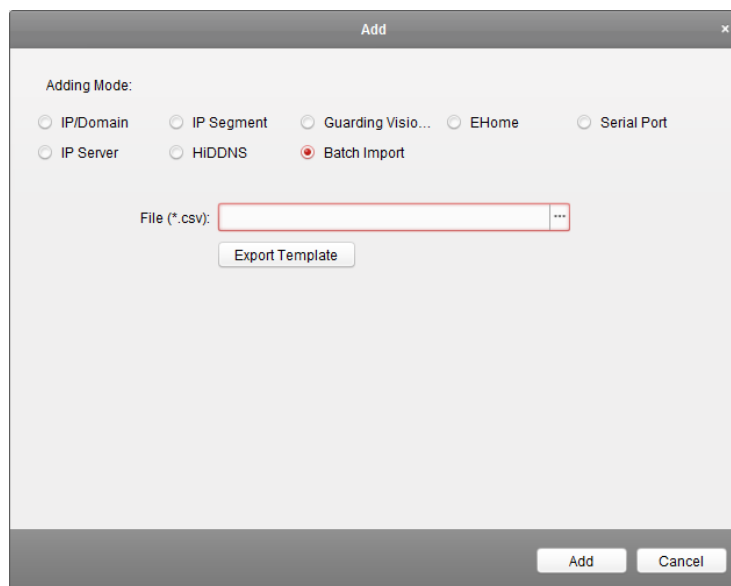 Add
Adding Mode:
IP/Domain IP Segment Guarding Visio... EHome Serial Port
IP Server HiDDNS Batch Import
File (*.csv): ...
Export Template
Add Cancel